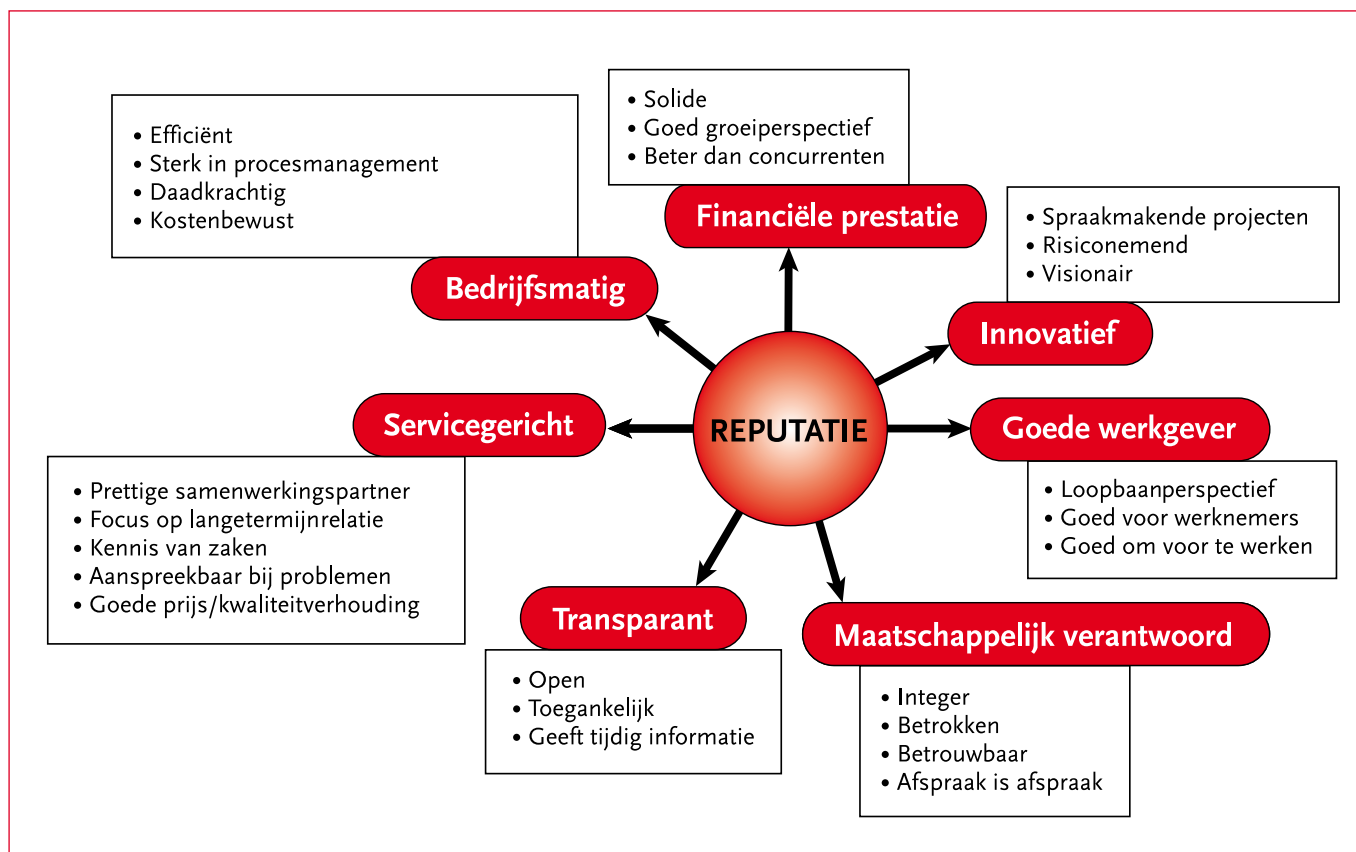 • Efficiënt
• Sterk in procesmanagement
• Daadkrachtig
• Kostenbewust
Bedrijfsmatig
• Solide
• Goed groeiperspectief
• Beter dan concurrenten
Financiële prestatie
• Spraakmakende projecten
• Risiconemend
• Visionair
Innovatief
REPUTATIE
Servicegericht
• Prettige samenwerkingspartner
• Focus op langetermijnrelatie
• Kennis van zaken
• Aanspreekbaar bij problemen
• Goede prijs/kwaliteitverhouding
Goede werkgever
• Loopbaanperspectief
• Goed voor werknemers
• Goed om voor te werken
Transparant
• Open
• Toegankelijk
• Geeft tijdig informatie
Maatschappelijk verantwoord
• Integer
• Betrokken
• Betrouwbaar
• Afspraak is afspraak